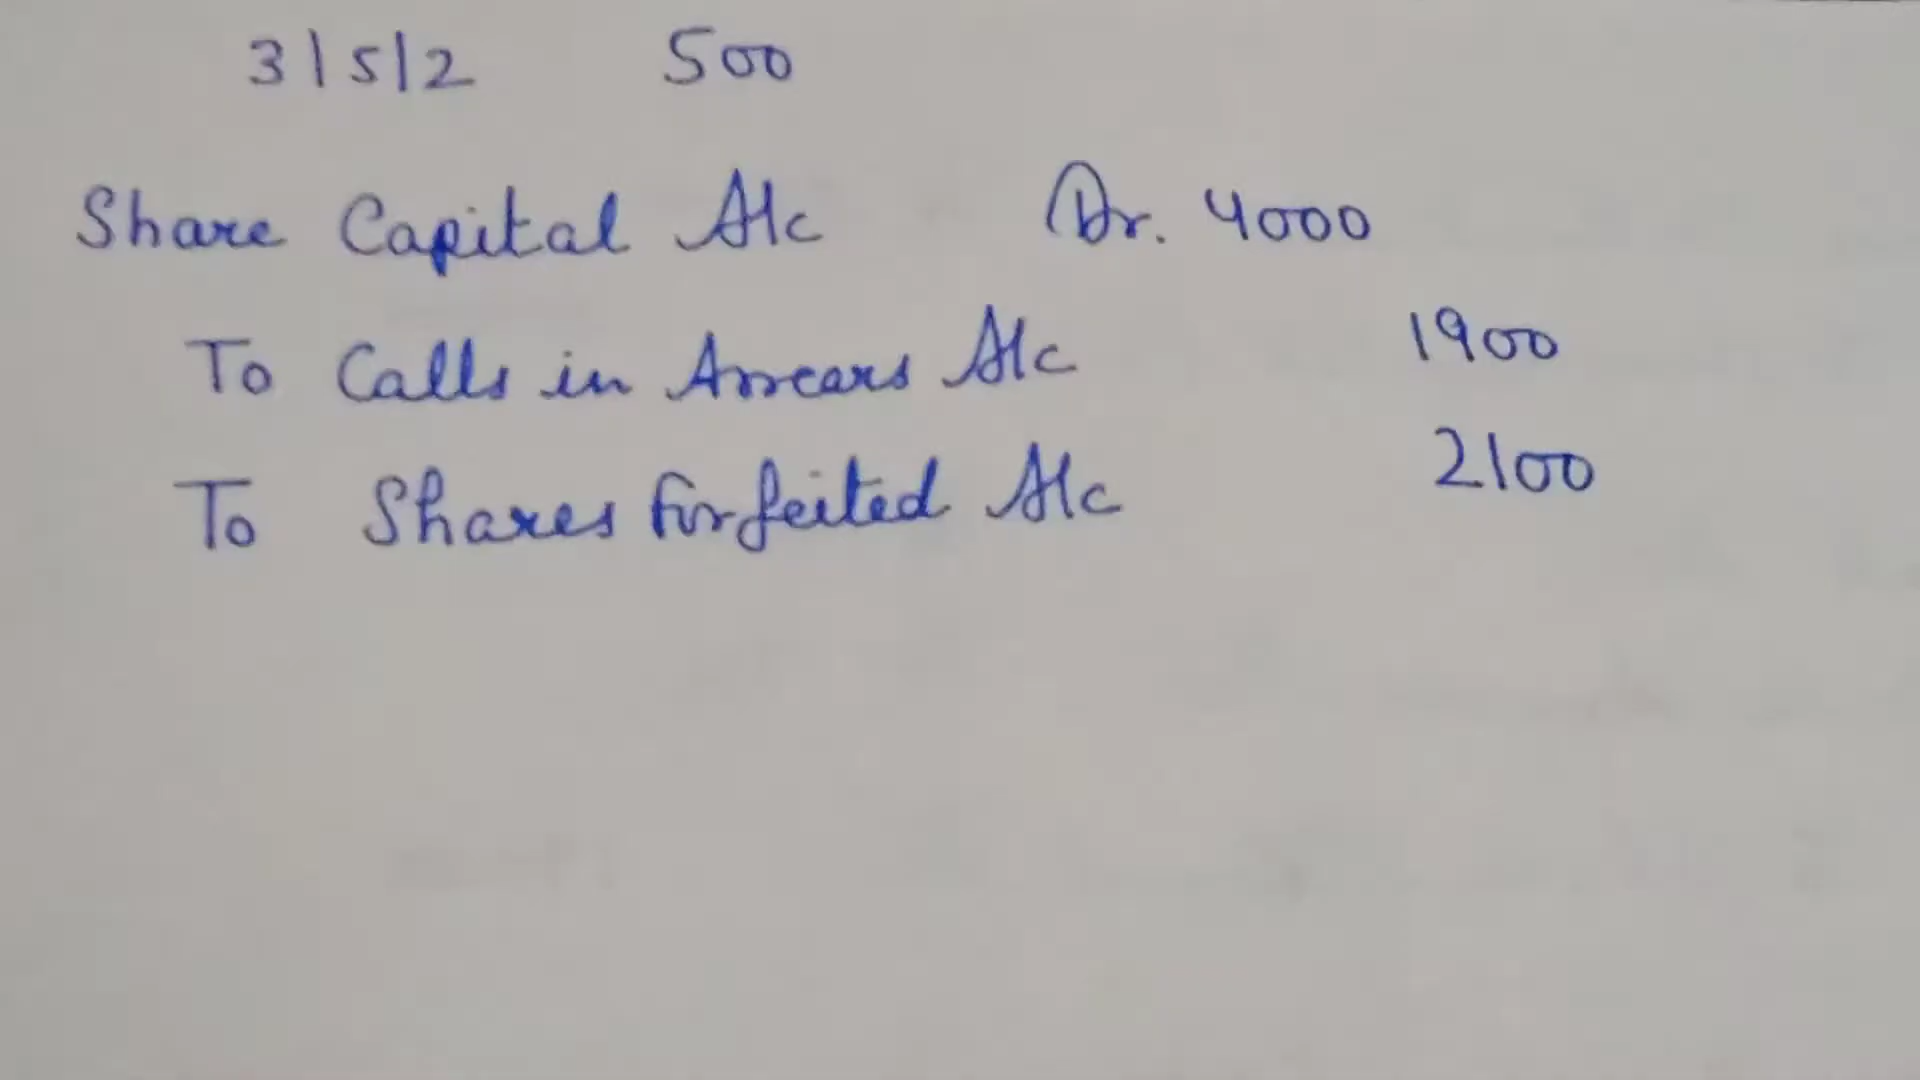 3|5|2 500
Share Capital A/c Dr. 4000
To Calls in Arrears A/c 1900
To Shares Forfeited A/c 2100